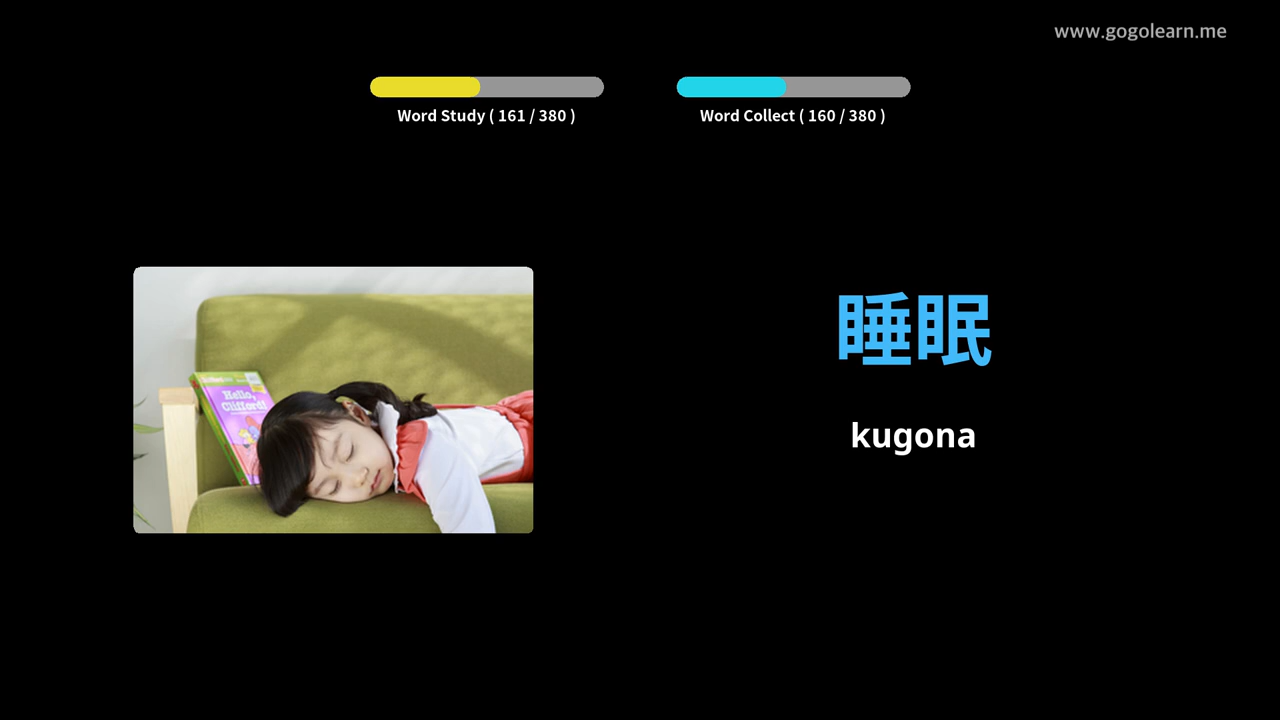 www.gogolearn.me
Word Study ( 161 / 380 )
Word Collect ( 160 / 380 )
睡眠
kugona
Hello,
Clifford!